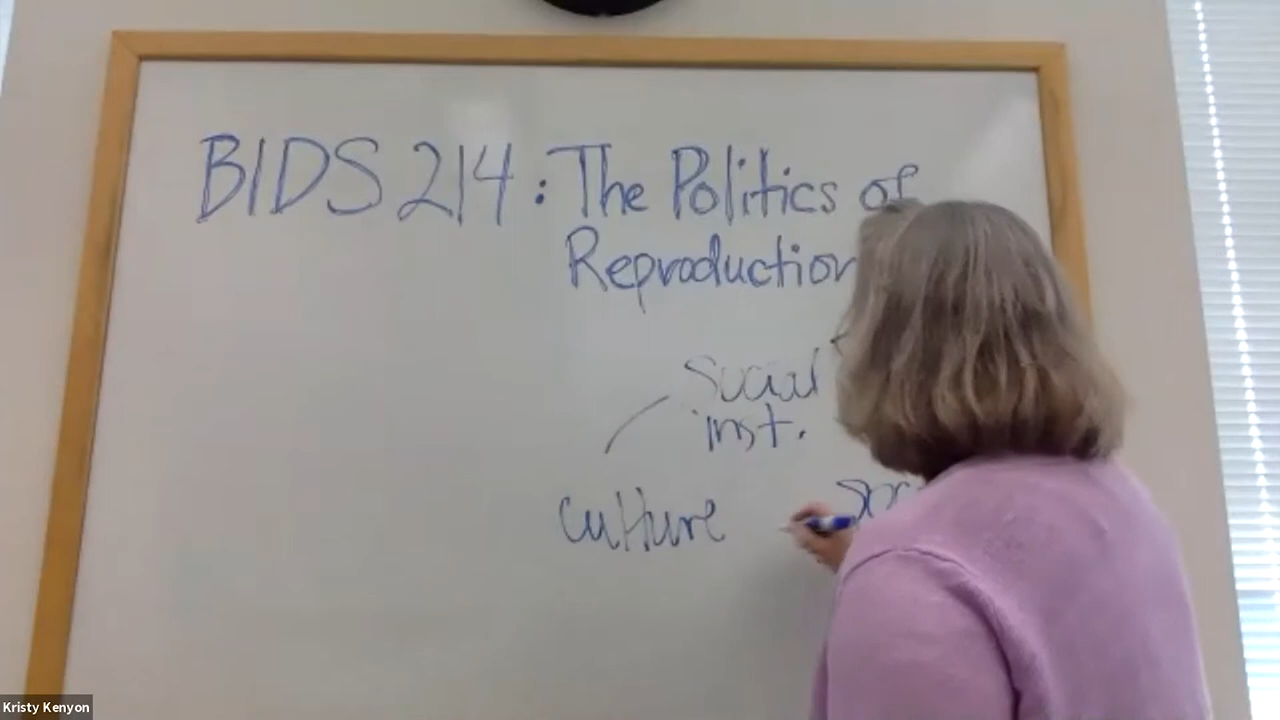 BIDS 214: The Politics of
Reproduction
Social
inst.
culture
Kristy Kenyon